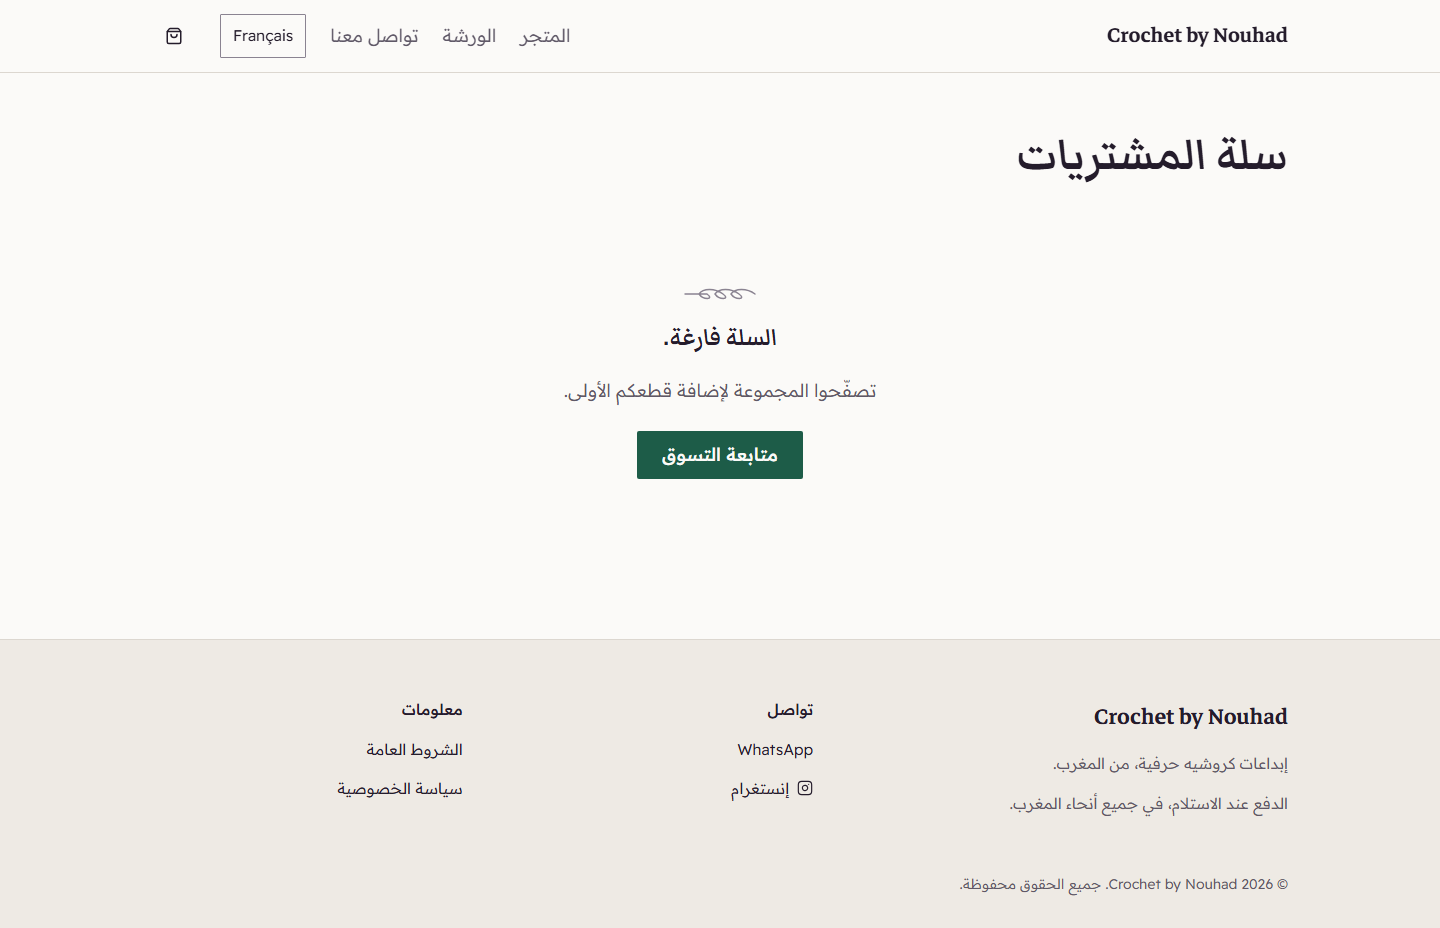 Crochet by Nouhad
المتجر
الورشة
تواصل معنا
Français
سلة المشتريات
السلة فارغة.
تصفّحوا المجموعة لإضافة قطعكم الأولى.
متابعة التسوق
Crochet by Nouhad
إبداعات كروشيه حرفية، من المغرب.
الدفع عند الاستلام، في جميع أنحاء المغرب.
تواصل
WhatsApp
إنستغرام
معلومات
الشروط العامة
سياسة الخصوصية
© 2026 Crochet by Nouhad. جميع الحقوق محفوظة.